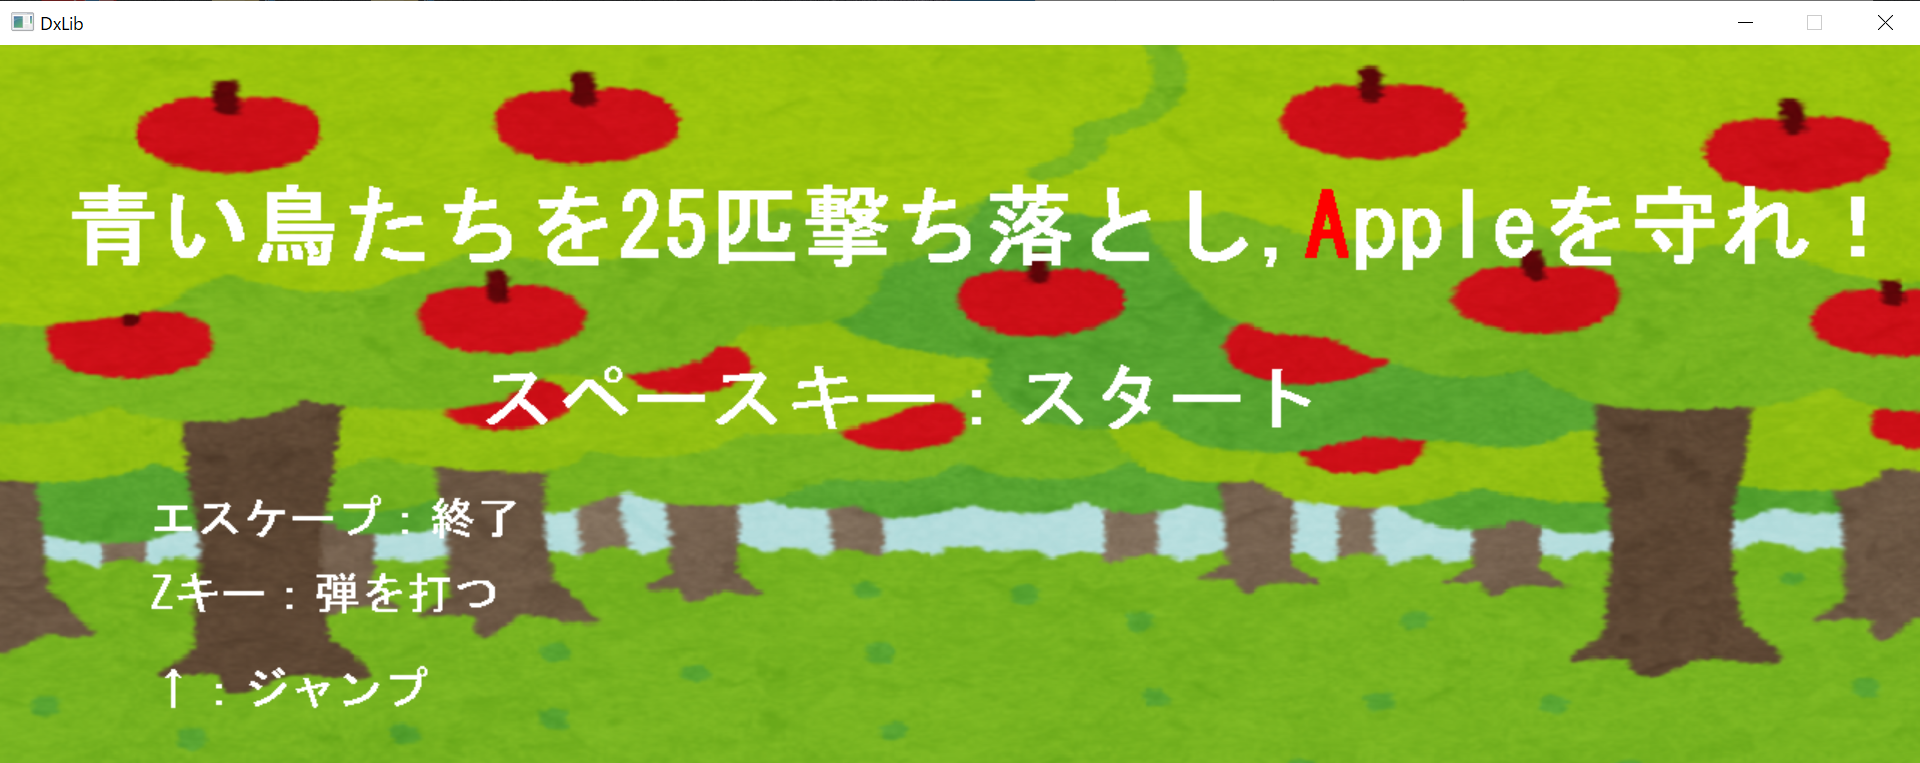 DxLib
青い鳥たちを25匹撃ち落とし,Appleを守れ！
スペースキー：スタート
エスケープ：終了
Zキー：弾を打つ
↑：ジャンプ